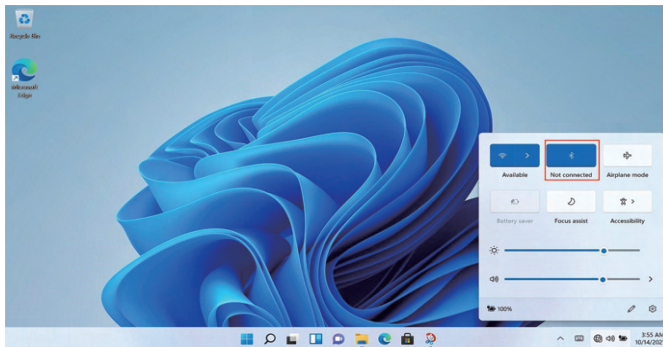 Recycle Bin
Microsoft
Edge
Available
Not connected
Airplane mode
Battery saver
Focus assist
Accessibility
100%
3:55 AM